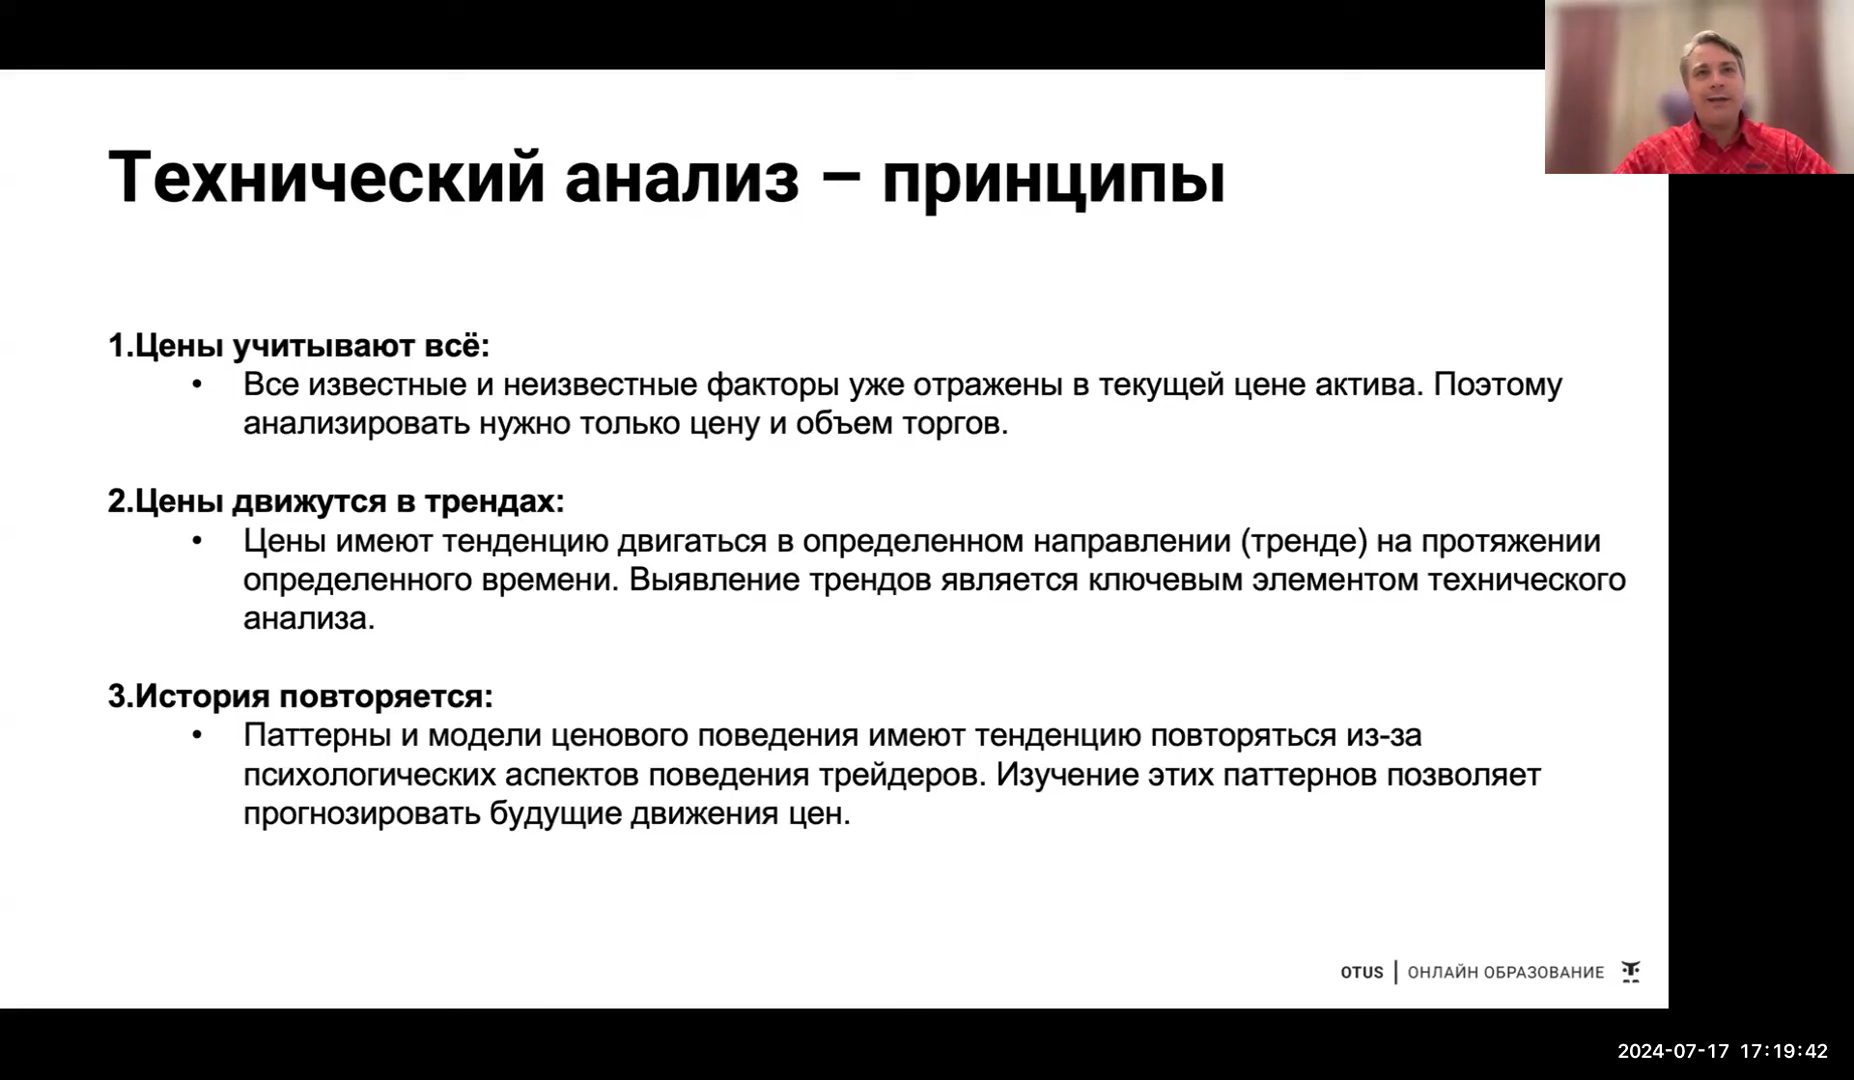 Технический анализ – принципы
1.Цены учитывают всё:
• Все известные и неизвестные факторы уже отражены в текущей цене актива. Поэтому
анализировать нужно только цену и объем торгов.
2.Цены движутся в трендах:
• Цены имеют тенденцию двигаться в определенном направлении (тренде) на протяжении
определенного времени. Выявление трендов является ключевым элементом технического
анализа.
3.История повторяется:
• Паттерны и модели ценового поведения имеют тенденцию повторяться из-за
психологических аспектов поведения трейдеров. Изучение этих паттернов позволяет
прогнозировать будущие движения цен.
OTUS | ОНЛАЙН ОБРАЗОВАНИЕ
2024-07-17 17:19:42